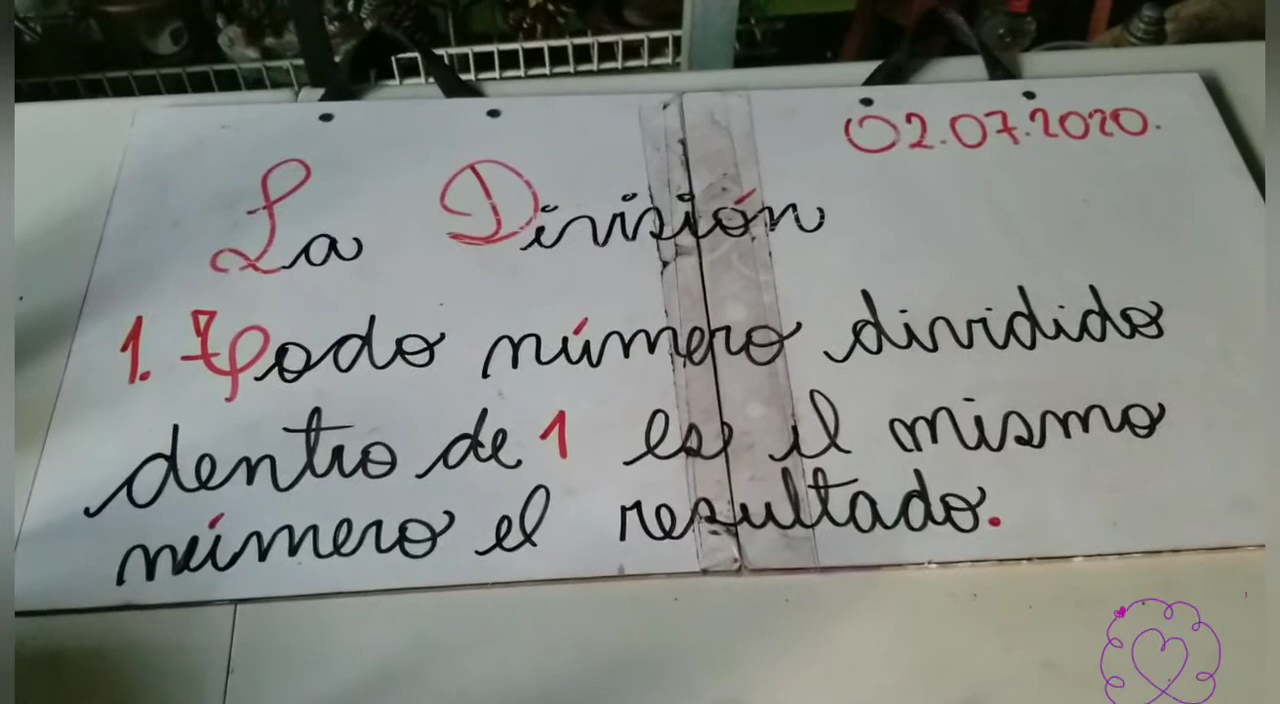 02.07.2020.
La División
1. Todo número dividido
dentro de 1 es el mismo
número el resultado.